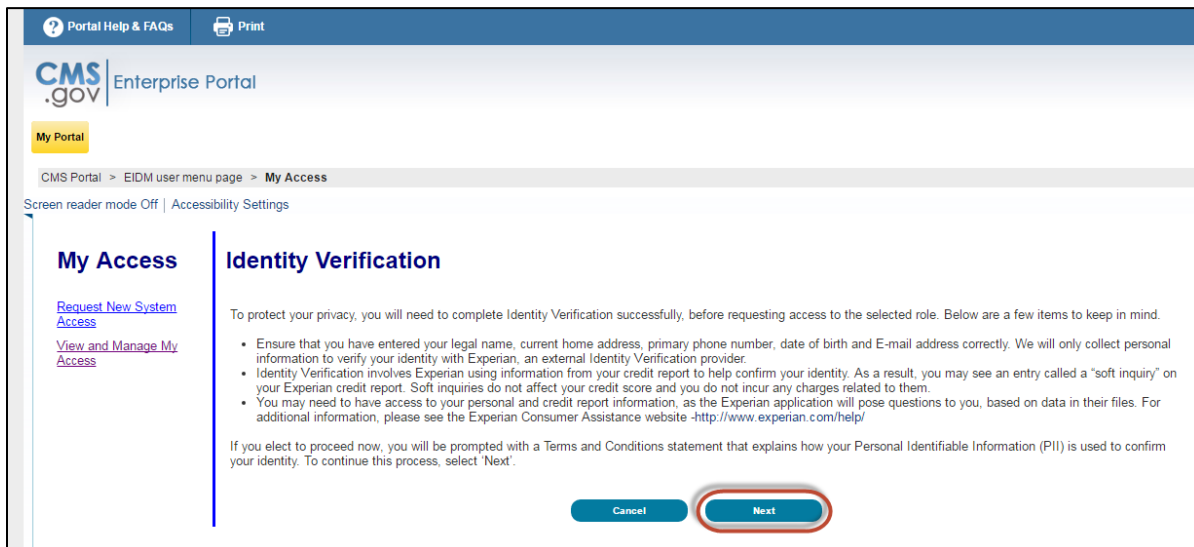 Portal Help & FAQs
Print
CMS
.gov
Enterprise Portal
My Portal
CMS Portal > EIDM user menu page > My Access
Screen reader mode Off | Accessibility Settings
My Access
Request New System
Access
View and Manage My
Access
Identity Verification
To protect your privacy, you will need to complete Identity Verification successfully, before requesting access to the selected role. Below are a few items to keep in mind.
• Ensure that you have entered your legal name, current home address, primary phone number, date of birth and E-mail address correctly. We will only collect personal
information to verify your identity with Experian, an external Identity Verification provider.
• Identity Verification involves Experian using information from your credit report to help confirm your identity. As a result, you may see an entry called a “soft inquiry” on
your Experian credit report. Soft inquiries do not affect your credit score and you do not incur any charges related to them.
• You may need to have access to your personal and credit report information, as the Experian application will pose questions to you, based on data in their files. For
additional information, please see the Experian Consumer Assistance website -http://www.experian.com/help/
If you elect to proceed now, you will be prompted with a Terms and Conditions statement that explains how your Personal Identifiable Information (PII) is used to confirm
your identity. To continue this process, select ‘Next’.
Cancel
Next